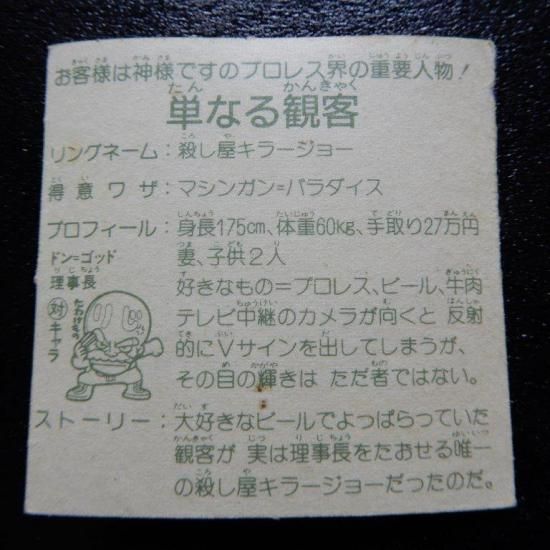 お客様は神様ですのプロレス界の重要人物！
単なる観客
リングネーム：殺し屋キラージョー
得意ワザ：マシンガン=パラダイス
プロフィール：身長175cm、体重60kg、手取り27万円
妻、子供2人
好きなもの=プロレス、ビール、牛肉
テレビ中継のカメラが向くと 反射
的にVサインを出してしまうが、
その目の輝きは ただ者ではない。
ドン=ゴッド
理事長
対
キャラ
たわけもの
りじ
ストーリー：大好きなビールでよっぱらっていた
観客が 実は理事長をたおせる唯一
の殺し屋キラージョーだったのだ。